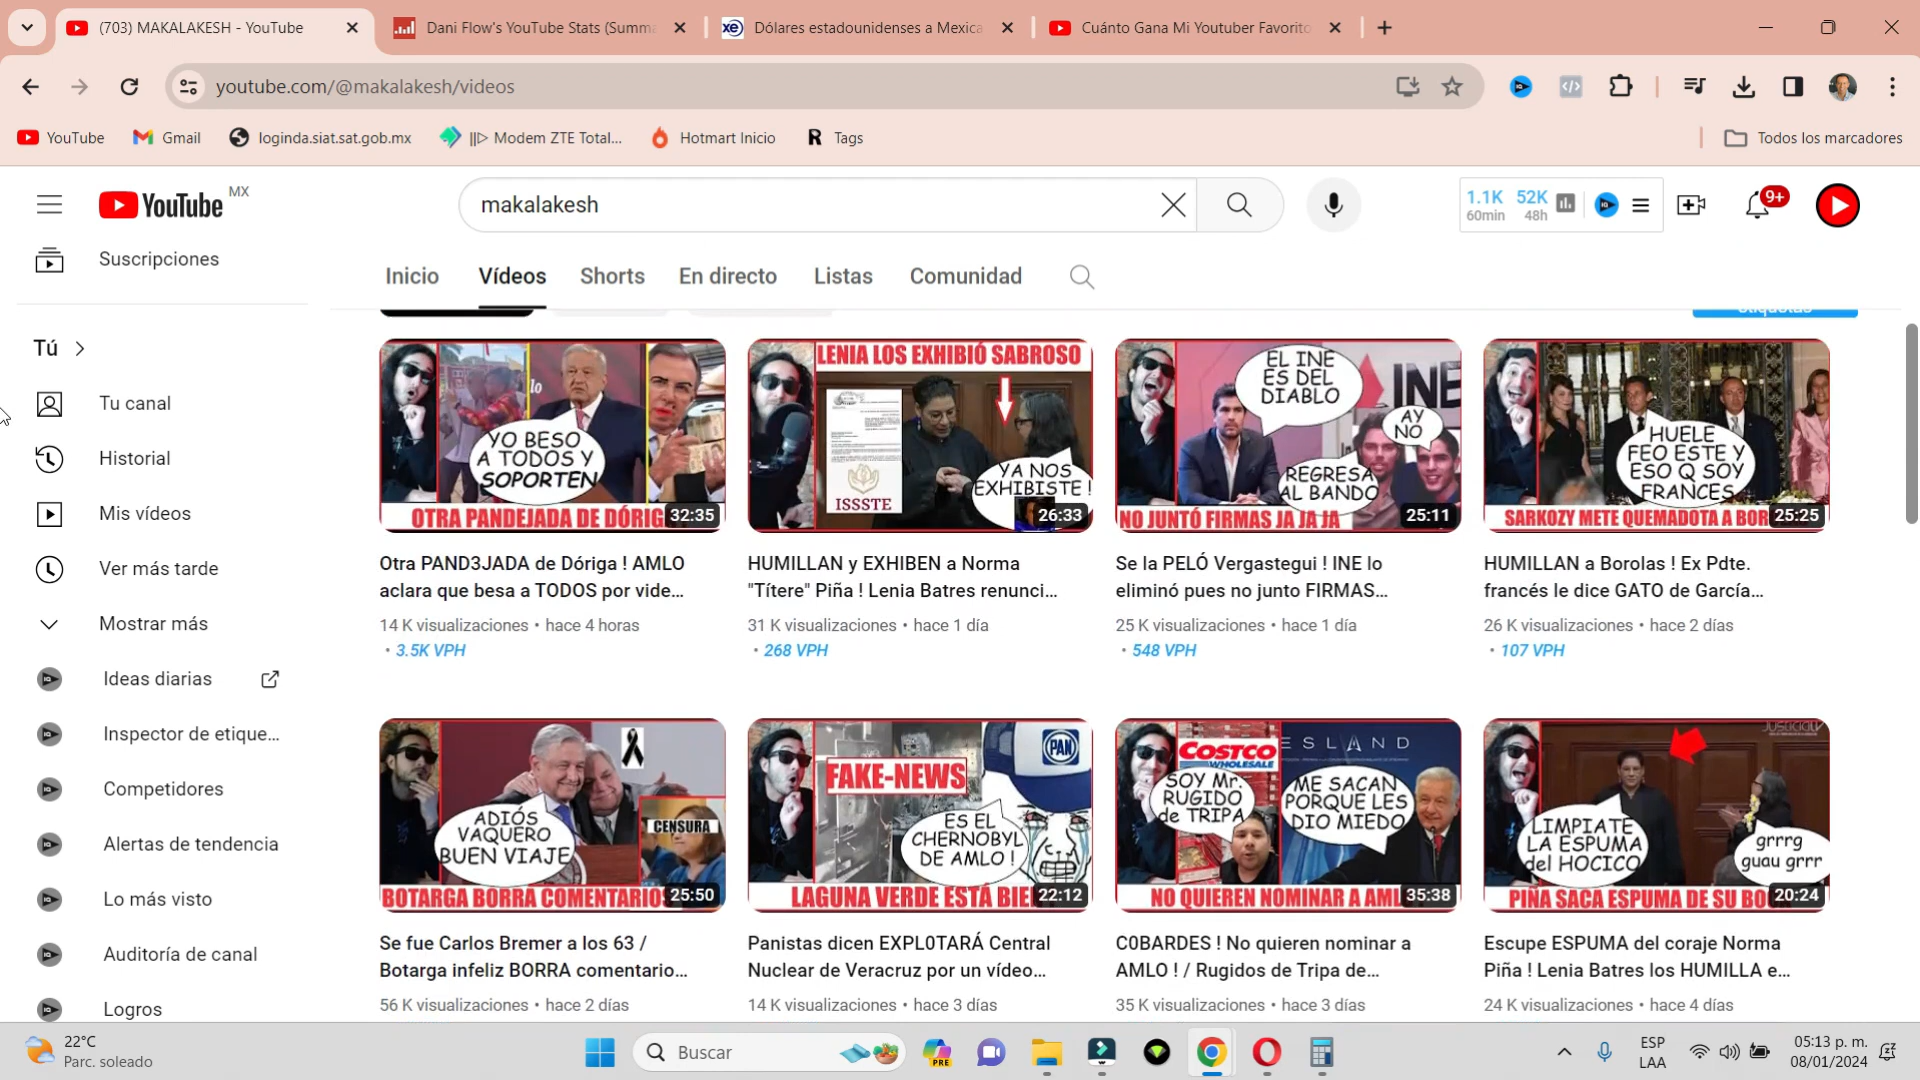 (703) MAKALAKESH - YouTube
Dani Flow's YouTube Stats (Summa
Dólares estadounidenses a Mexica
Cuánto Gana Mi Youtuber Favorito
youtube.com/@makalakesh/videos
YouTube
Gmail
loginda.siat.sat.gob.mx
||▷ Modem ZTE Total...
Hotmart Inicio
Tags
Todos los marcadores
YouTube MX
makalakesh
1.1K 60min
52K 48h
9+
Inicio
Vídeos
Shorts
En directo
Listas
Comunidad
Suscripciones
Tú
Tu canal
Historial
Mis vídeos
Ver más tarde
Mostrar más
Ideas diarias
Inspector de etique...
Competidores
Alertas de tendencia
Lo más visto
Auditoría de canal
Logros
YO BESO
A TODOS Y
SOPORTEN
OTRA PANDEJADA DE DÓRIG
32:35
Otra PAND3JADA de Dóriga ! AMLO
aclara que besa a TODOS por vide...
14 K visualizaciones • hace 4 horas
• 3.5K VPH
LENIA LOS EXHIBIÓ SABROSO
ISSSTE
YA NOS
EXHIBISTE !
26:33
HUMILLAN y EXHIBEN a Norma
"Títere" Piña ! Lenia Batres renunci...
31 K visualizaciones • hace 1 día
• 268 VPH
EL INE
ES DEL
DIABLO
INE
AY
NO
REGRESA
AL BANDO
NO JUNTÓ FIRMAS JA JA JA
25:11
Se la PELÓ Vergastegui ! INE lo
eliminó pues no junto FIRMAS...
25 K visualizaciones • hace 1 día
• 548 VPH
HUELE
FEO ESTE Y
ESO Q SOY
FRANCES
SARKOZY METE QUEMADOTA A BOR
25:25
HUMILLAN a Borolas ! Ex Pdte.
francés le dice GATO de García...
26 K visualizaciones • hace 2 días
• 107 VPH
ADIÓS
VAQUERO
BUEN VIAJE
CENSURA
BOTARGA BORRA COMENTARIO
25:50
Se fue Carlos Bremer a los 63 /
Botarga infeliz BORRA comentario...
56 K visualizaciones • hace 2 días
PAN
FAKE-NEWS
ES EL
CHERNOBYL
DE AMLO !
LAGUNA VERDE ESTÁ BIE
22:12
Panistas dicen EXPL0TARÁ Central
Nuclear de Veracruz por un vídeo...
14 K visualizaciones • hace 3 días
COSTCO
WHOLESALE
ESLAND
SOY Mr.
RUGIDO
de TRIPA
ME SACAN
PORQUE LES
DIO MIEDO
NO QUIEREN NOMINAR A AML
35:38
C0BARDES ! No quieren nominar a
AMLO ! / Rugidos de Tripa de...
35 K visualizaciones • hace 3 días
JUSTICIATV
LIMPIATE
LA ESPUMA
del HOCICO
grrrg
guau grrr
PIÑA SACA ESPUMA DE SU BO
20:24
Escupe ESPUMA del coraje Norma
Piña ! Lenia Batres los HUMILLA e...
24 K visualizaciones • hace 4 días
22°C
Parc. soleado
Buscar
PRE
ESP
LAA
05:13 p. m.
08/01/2024